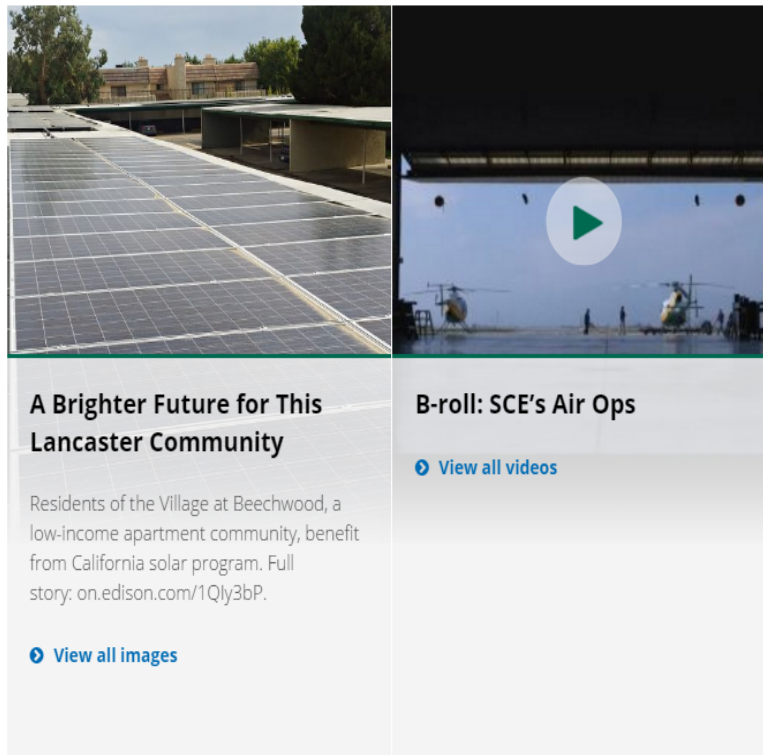 A Brighter Future for This
Lancaster Community
Residents of the Village at Beechwood, a
low-income apartment community, benefit
from California solar program. Full
story: on.edison.com/1QIy3bP.
View all images
B-roll: SCE’s Air Ops
View all videos